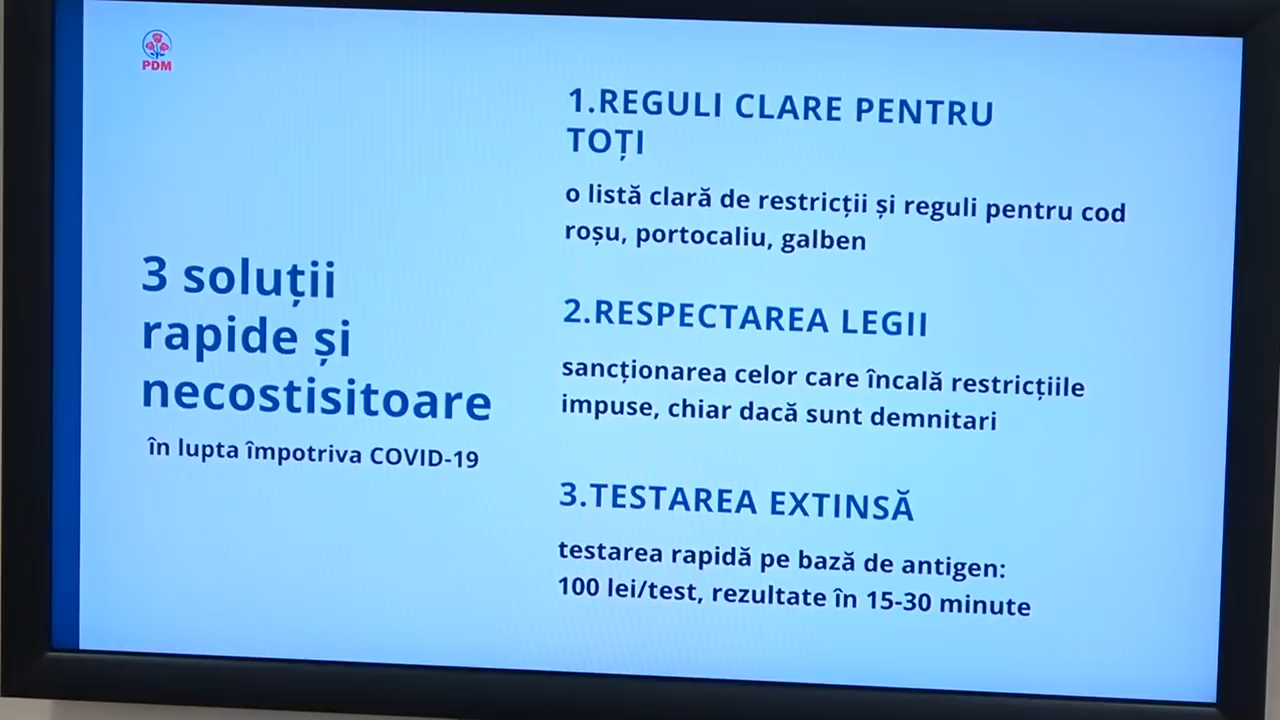 PDM
3 soluții
rapide și
necostisitoare
în lupta împotriva COVID-19
1.REGULI CLARE PENTRU
TOȚI
o listă clară de restricții și reguli pentru cod
roșu, portocaliu, galben
2.RESPECTAREA LEGII
sancționarea celor care încală restricțiile
impuse, chiar dacă sunt demnitari
3.TESTAREA EXTINSĂ
testarea rapidă pe bază de antigen:
100 lei/test, rezultate în 15-30 minute